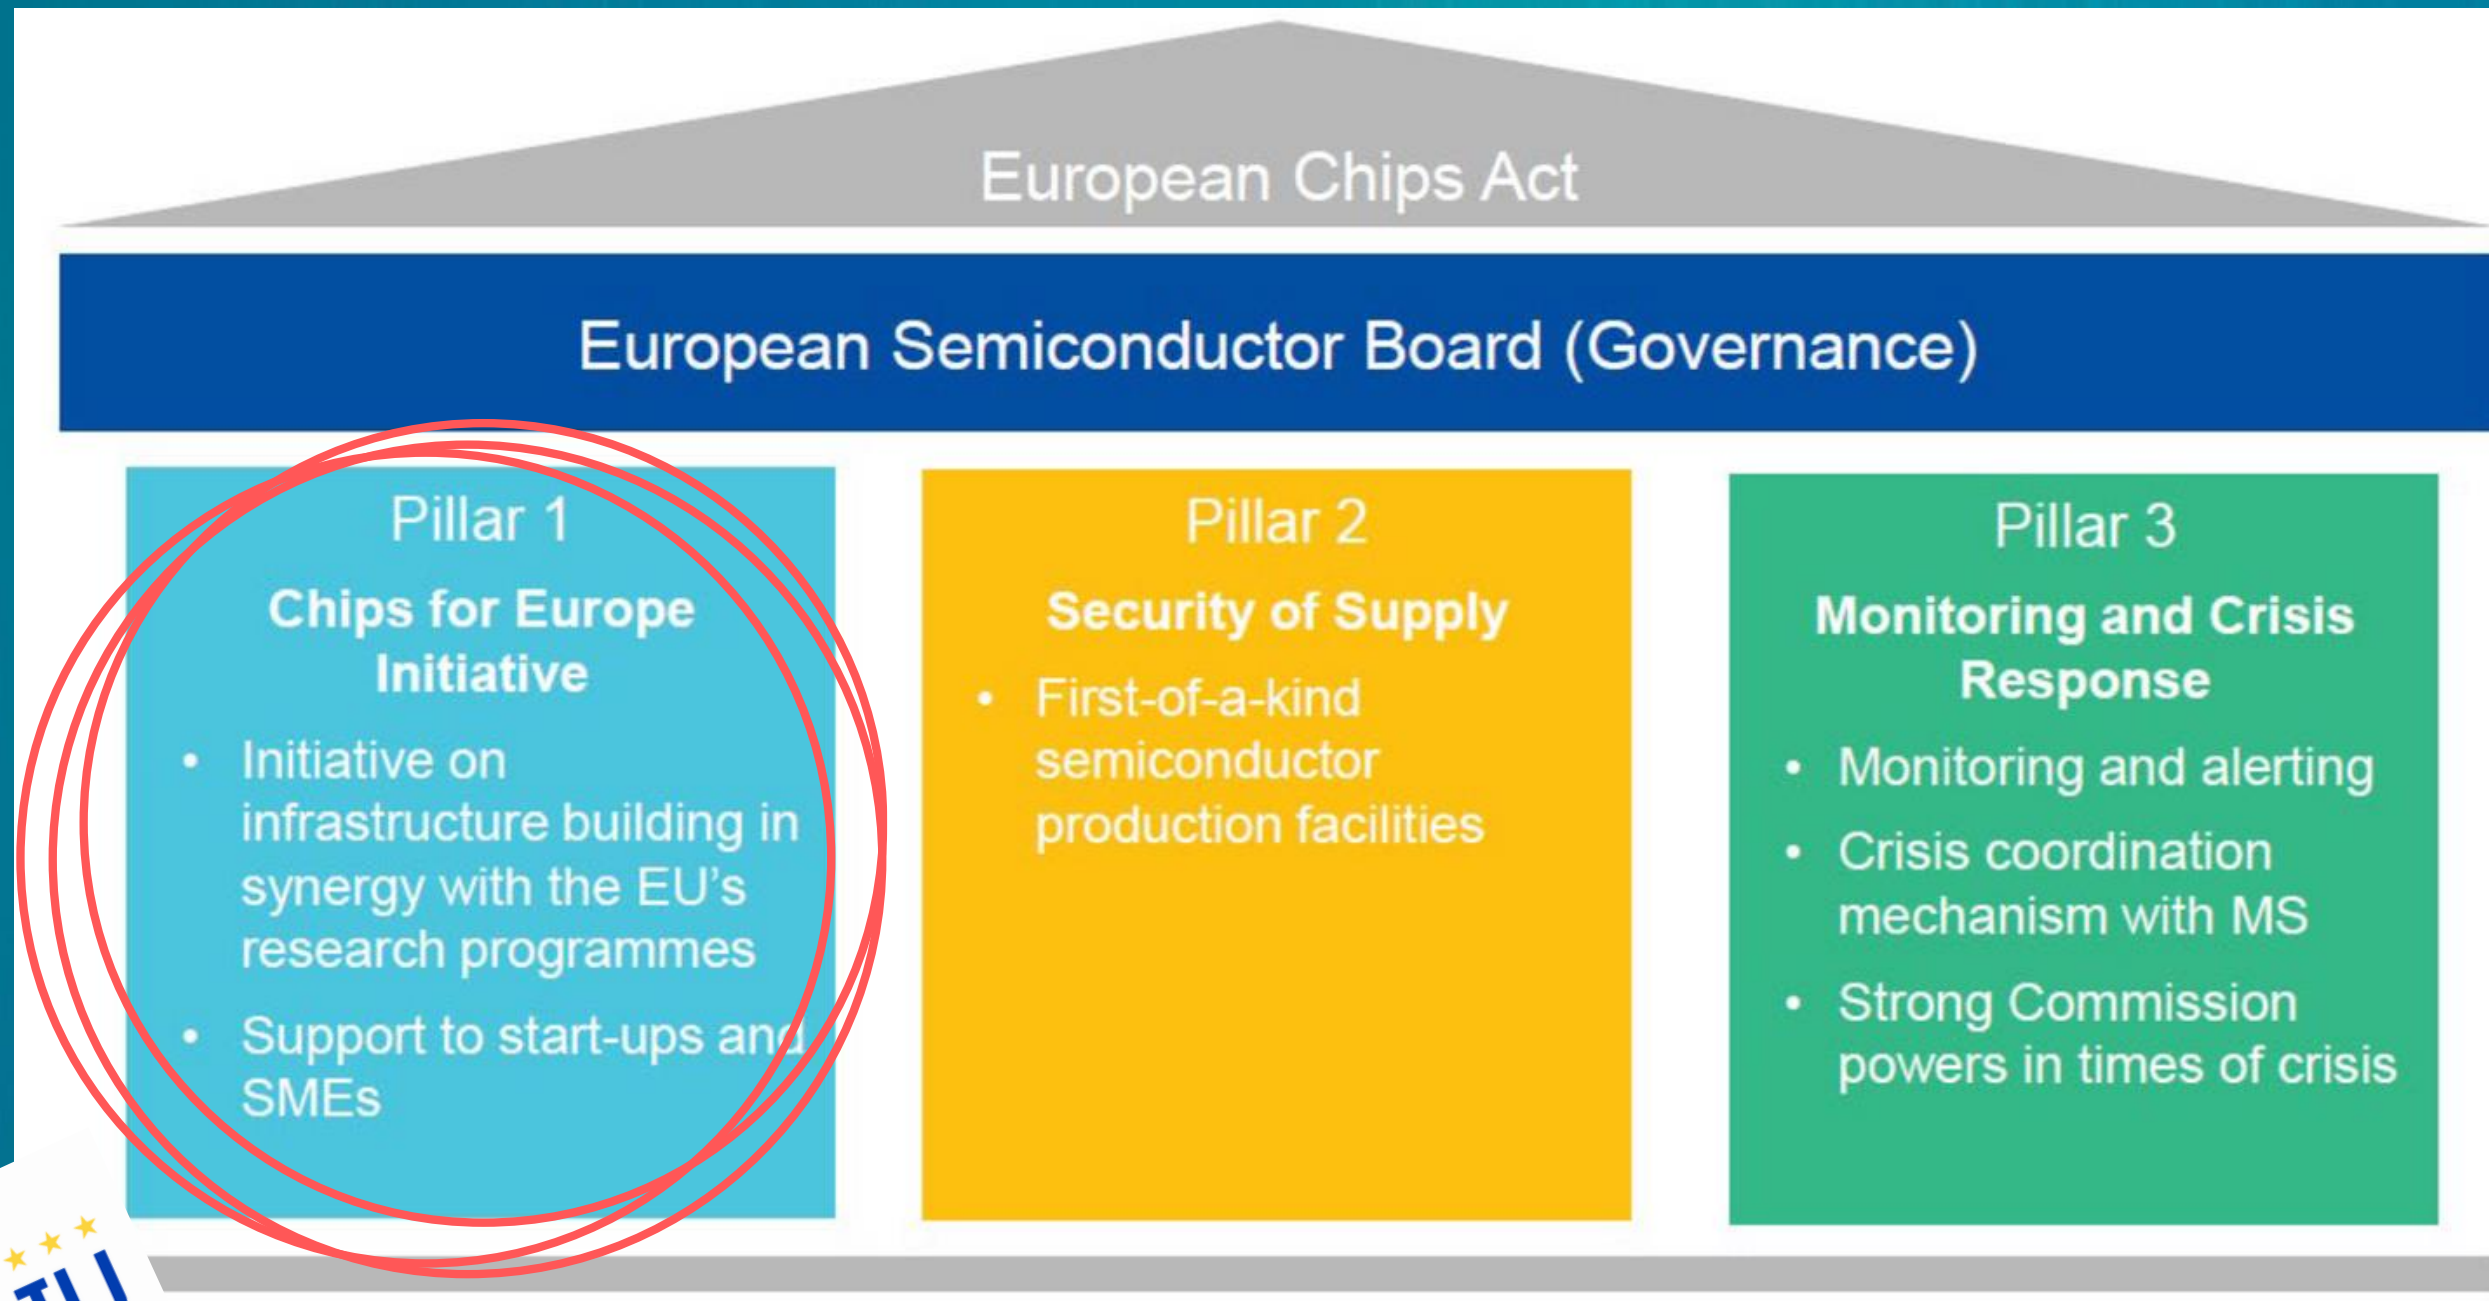 European Chips Act
European Semiconductor Board (Governance)
Pillar 1
Chips for Europe
Initiative
• Initiative on
infrastructure building in
synergy with the EU's
research programmes
• Support to start-ups and
SMEs
Pillar 2
Security of Supply
• First-of-a-kind
semiconductor
production facilities
Pillar 3
Monitoring and Crisis
Response
• Monitoring and alerting
• Crisis coordination
mechanism with MS
• Strong Commission
powers in times of crisis